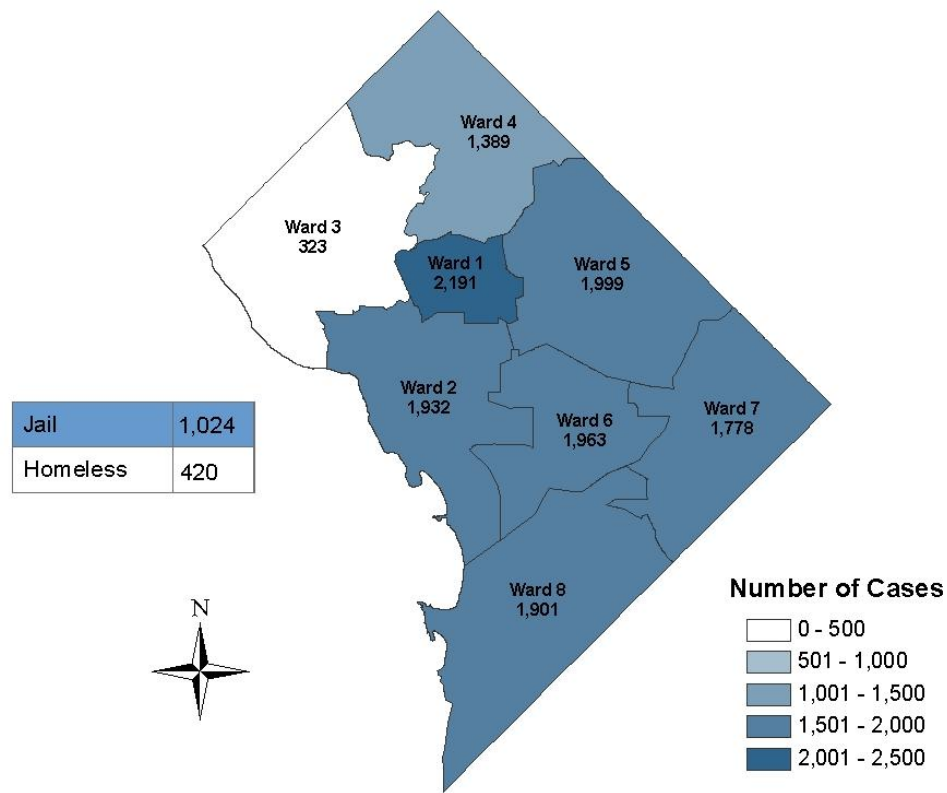 Ward 4
1,389
Ward 3
323
Ward 1
2,191
Ward 5
1,999
Ward 2
1,932
Ward 6
1,963
Ward 7
1,778
Jail 1,024
Homeless 420
Ward 8
1,901
N
Number of Cases
0 - 500
501 - 1,000
1,001 - 1,500
1,501 - 2,000
2,001 - 2,500